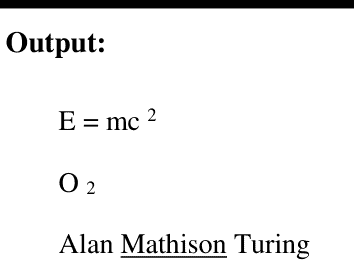 Output:
E = mc ²
O ₂
Alan Mathison Turing